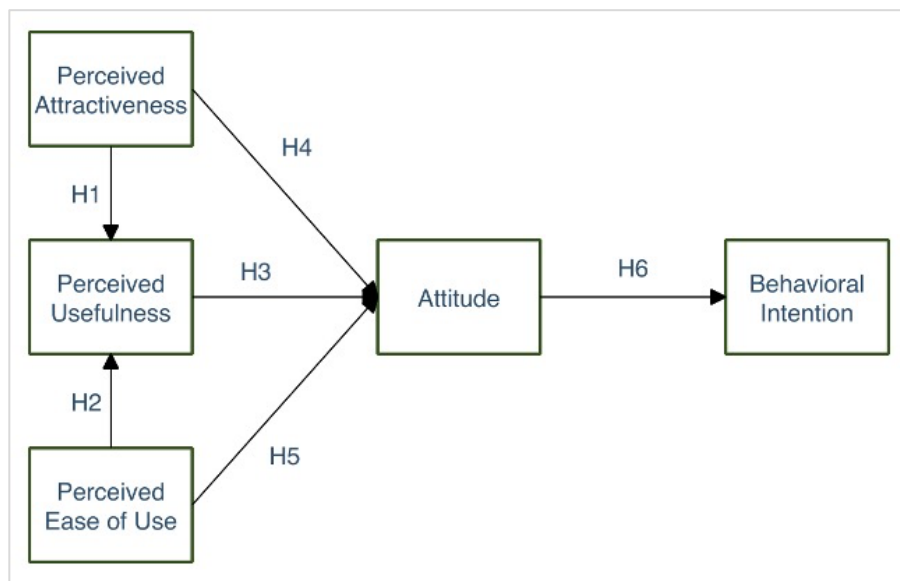 Perceived
Attractiveness
H4
H1
Perceived
Usefulness
H3
Attitude
H6
Behavioral
Intention
H2
H5
Perceived
Ease of Use